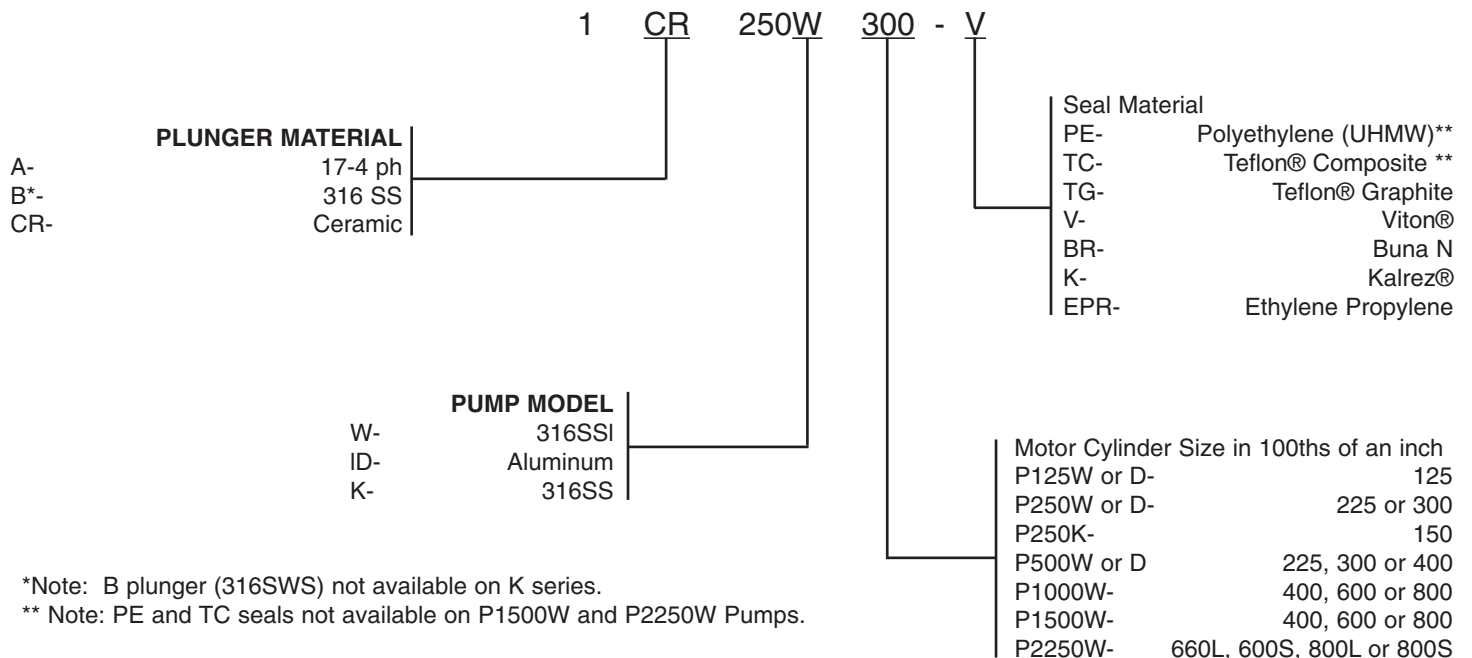 1 CR 250W 300 - V
PLUNGER MATERIAL
A- 17-4 ph
B*- 316 SS
CR- Ceramic
Seal Material
PE- Polyethylene (UHMW)**
TC- Teflon® Composite **
TG- Teflon® Graphite
V- Viton®
BR- Buna N
K- Kalrez®
EPR- Ethylene Propylene
PUMP MODEL
W- 316SSl
lD- Aluminum
K- 316SS
Motor Cylinder Size in 100ths of an inch
P125W or D- 125
P250W or D- 225 or 300
P250K- 150
P500W or D 225, 300 or 400
P1000W- 400, 600 or 800
P1500W- 400, 600 or 800
P2250W- 660L, 600S, 800L or 800S
*Note: B plunger (316SWS) not available on K series.
** Note: PE and TC seals not available on P1500W and P2250W Pumps.